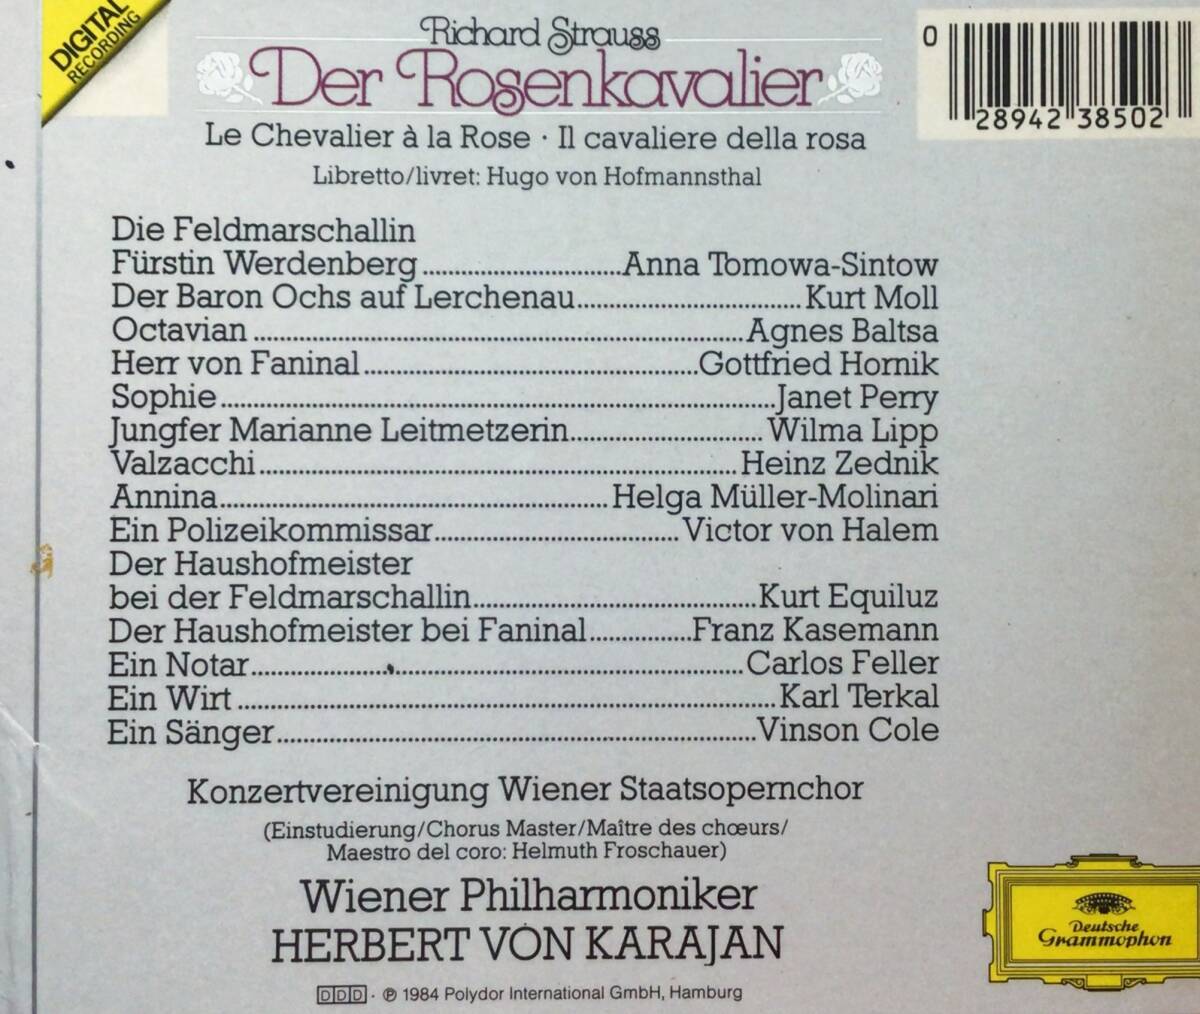 DIGITAL
RECORDING
Richard Strauss
Der Rosenkavalier
Le Chevalier à la Rose · Il cavaliere della rosa
Libretto/livret: Hugo von Hofmannsthal
0
28942 38502
Die Feldmarschallin
Fürstin Werdenberg ........ Anna Tomowa-Sintow
Der Baron Ochs auf Lerchenau ........ Kurt Moll
Octavian ........ Agnes Baltsa
Herr von Faninal ........ Gottfried Hornik
Sophie ........ Janet Perry
Jungfer Marianne Leitmetzerin ........ Wilma Lipp
Valzacchi ........ Heinz Zednik
Annina ........ Helga Müller-Molinari
Ein Polizeikommissar ........ Victor von Halem
Der Haushofmeister
bei der Feldmarschallin ........ Kurt Equiluz
Der Haushofmeister bei Faninal ........ Franz Kasemann
Ein Notar ........ Carlos Feller
Ein Wirt ........ Karl Terkal
Ein Sänger ........ Vinson Cole
Konzertvereinigung Wiener Staatsopernchor
(Einstudierung/Chorus Master/Maître des chœurs/
Maestro del coro: Helmuth Froschauer)
Wiener Philharmoniker
HERBERT VON KARAJAN
DDD · ℗ 1984 Polydor International GmbH, Hamburg
Deutsche
Grammophon